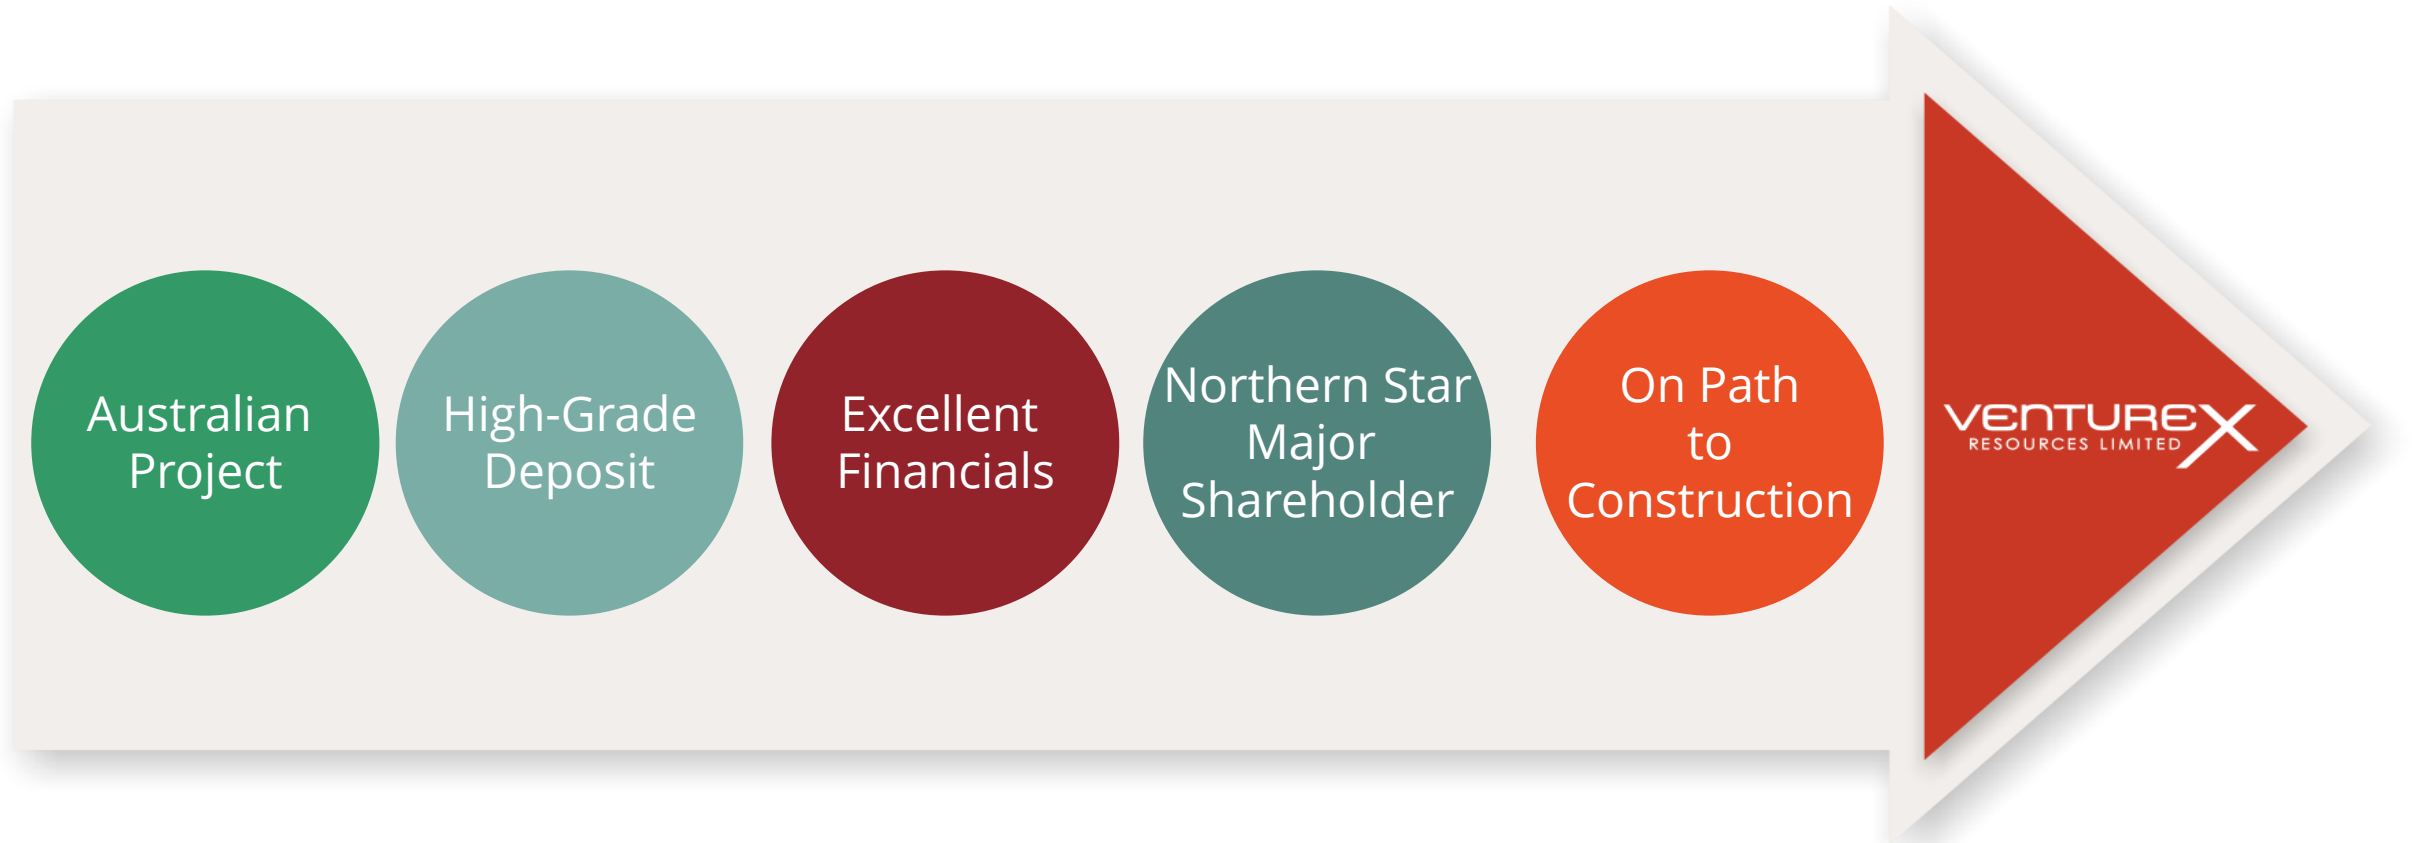 Australian
Project
High-Grade
Deposit
Excellent
Financials
Northern Star
Major
Shareholder
On Path
to
Construction
VENTUREX
RESOURCES LIMITED